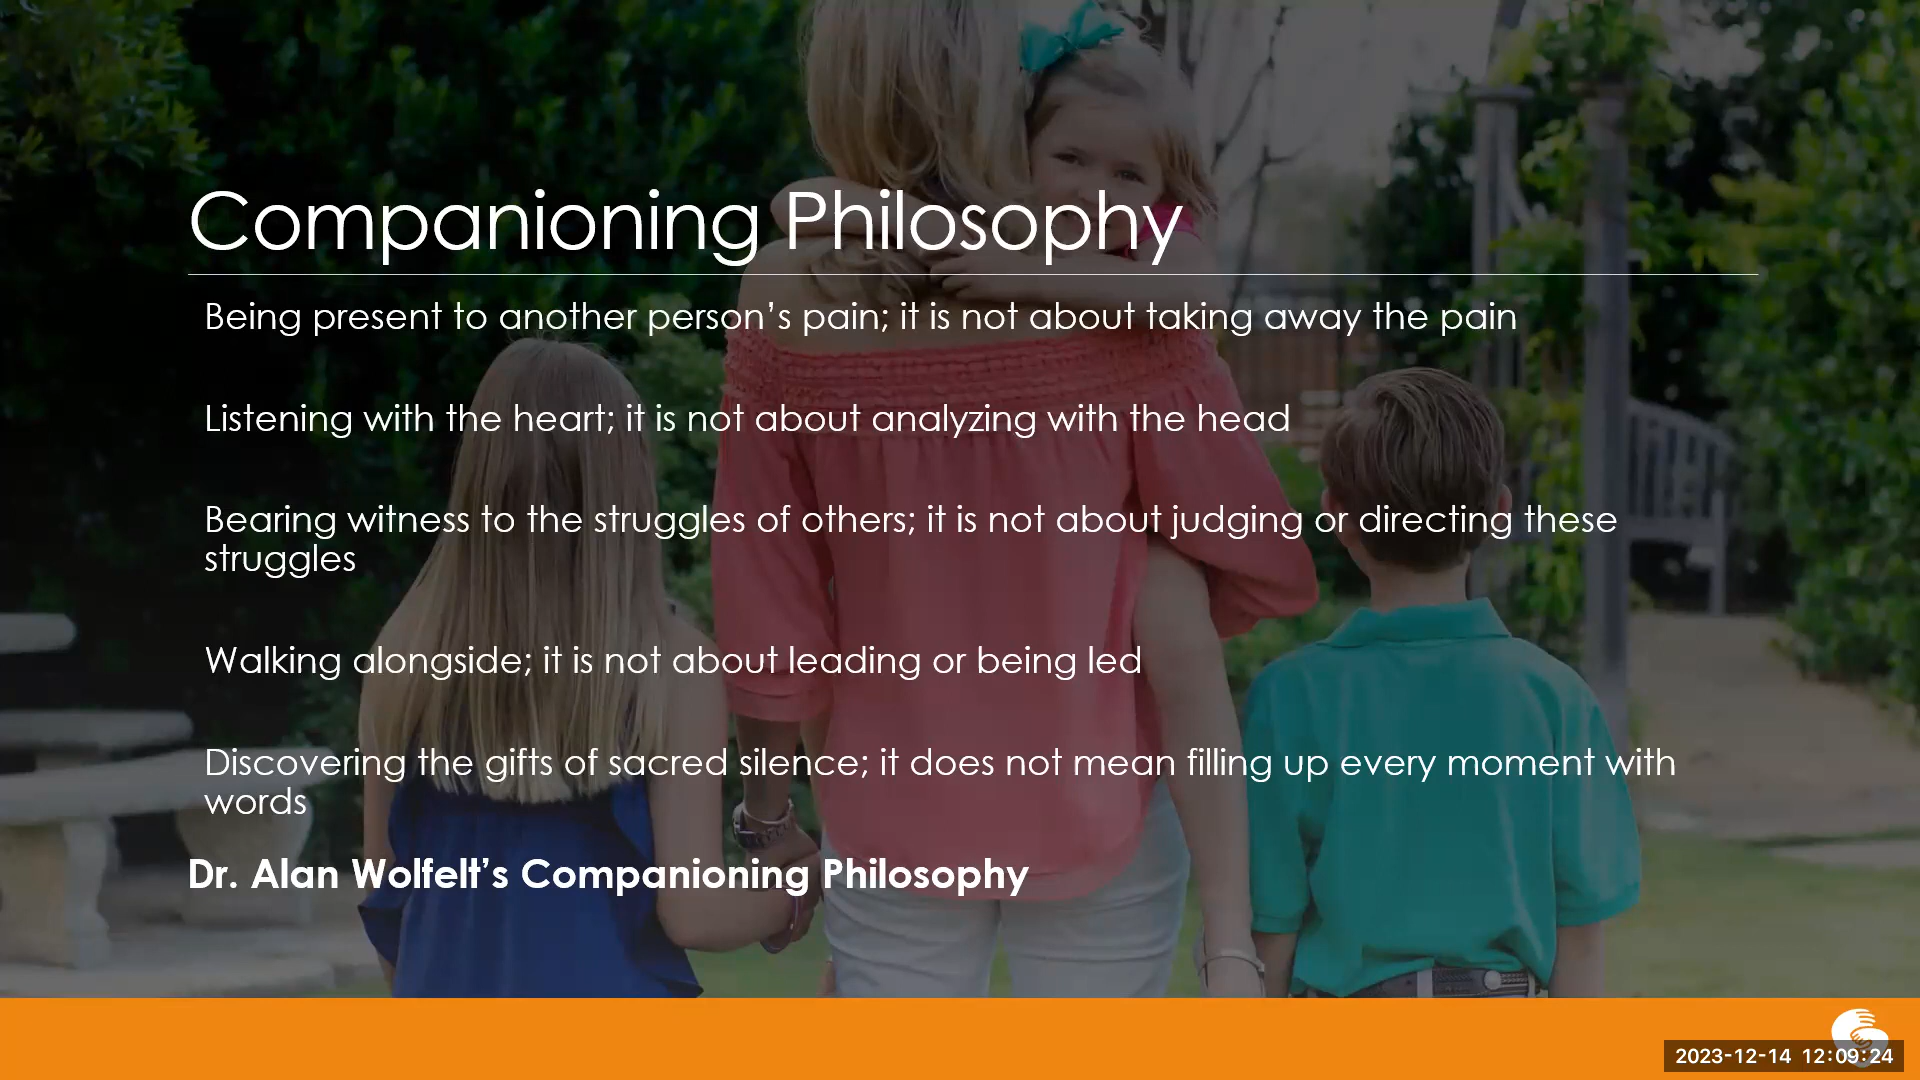 Companioning Philosophy
Being present to another person’s pain; it is not about taking away the pain
Listening with the heart; it is not about analyzing with the head
Bearing witness to the struggles of others; it is not about judging or directing these
struggles
Walking alongside; it is not about leading or being led
Discovering the gifts of sacred silence; it does not mean filling up every moment with
words
Dr. Alan Wolfelt’s Companioning Philosophy
2023-12-14 12:09:24